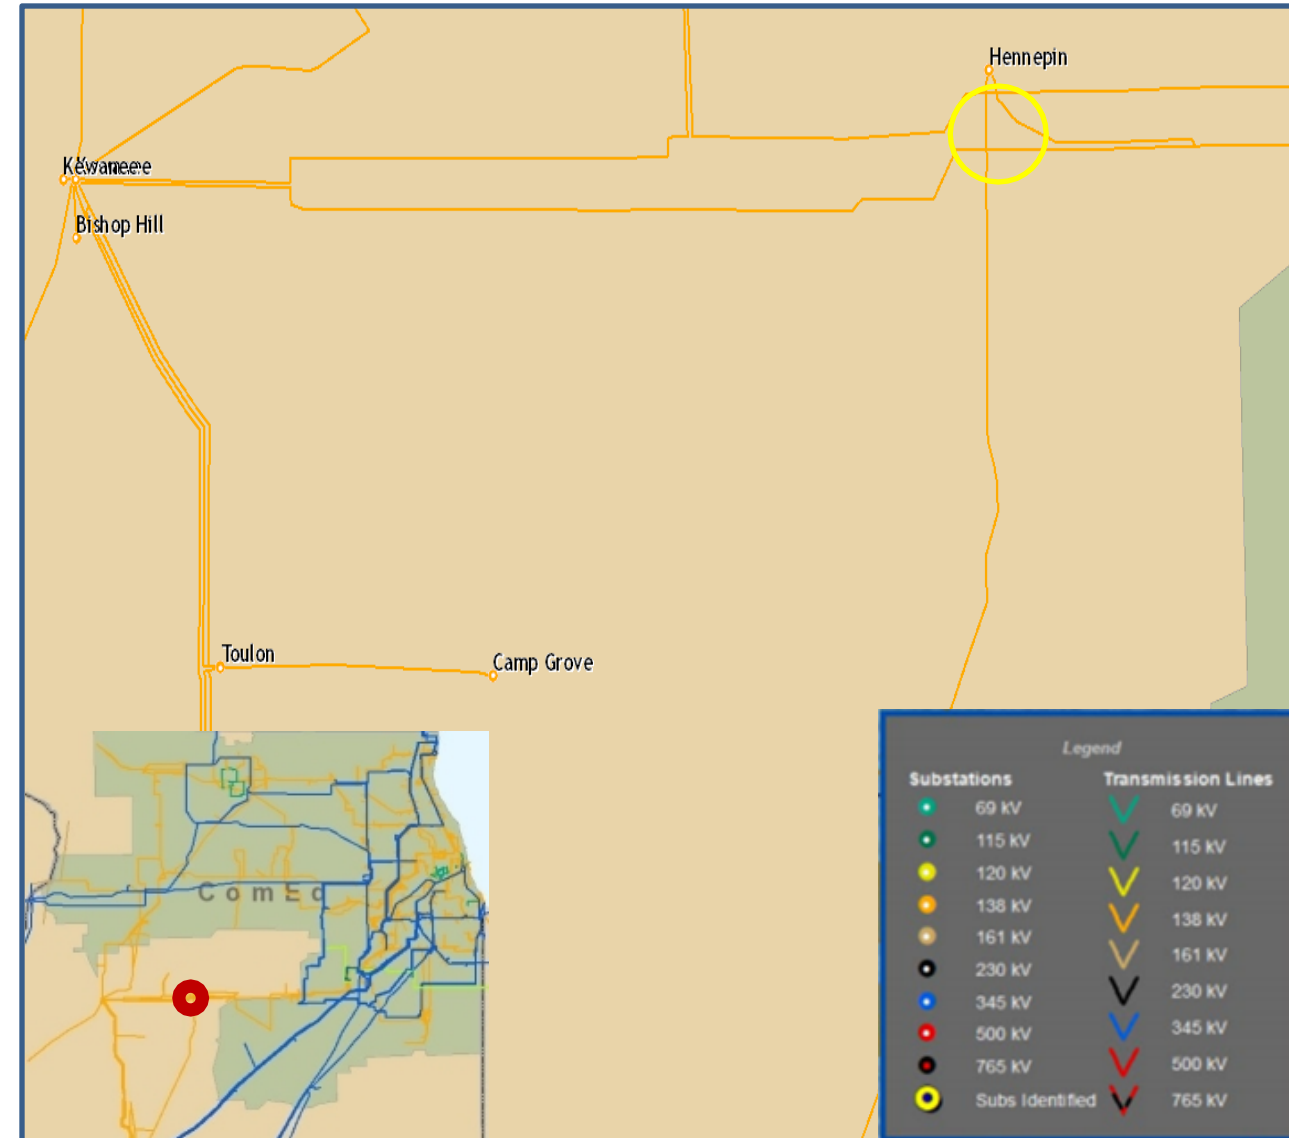 Hennepin
Kewanee
Bishop Hill
Toulon
Camp Grove
ComEd
Legend
Substations Transmission Lines
69 kV 69 kV
115 kV 115 kV
120 kV 120 kV
138 kV 138 kV
161 kV 161 kV
230 kV 230 kV
345 kV 345 kV
500 kV 500 kV
765 kV 765 kV
Subs Identified